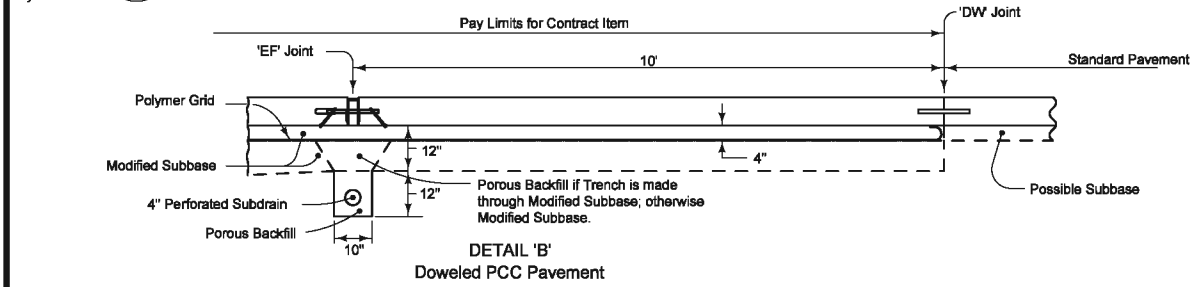 'DW' Joint
Pay Limits for Contract Item
'EF' Joint
10'
Standard Pavement
Polymer Grid
12"
4"
Modified Subbase
12"
Porous Backfill if Trench is made
through Modified Subbase; otherwise
Modified Subbase.
Possible Subbase
4" Perforated Subdrain
Porous Backfill
10"
DETAIL 'B'
Doweled PCC Pavement